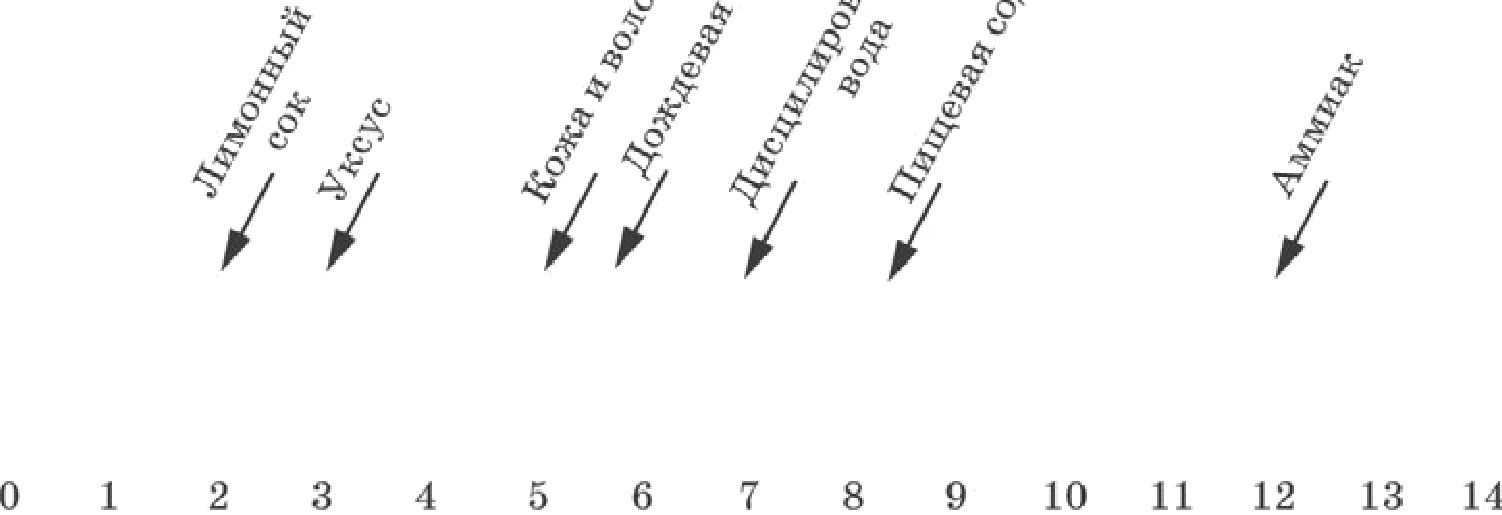 Лимонный
сок
Уксус
Кожа и
Дождевая
вода
Пищевая
Аммиак
0 1 2 3 4 5 6 7 8 9 10 11 12 13 14